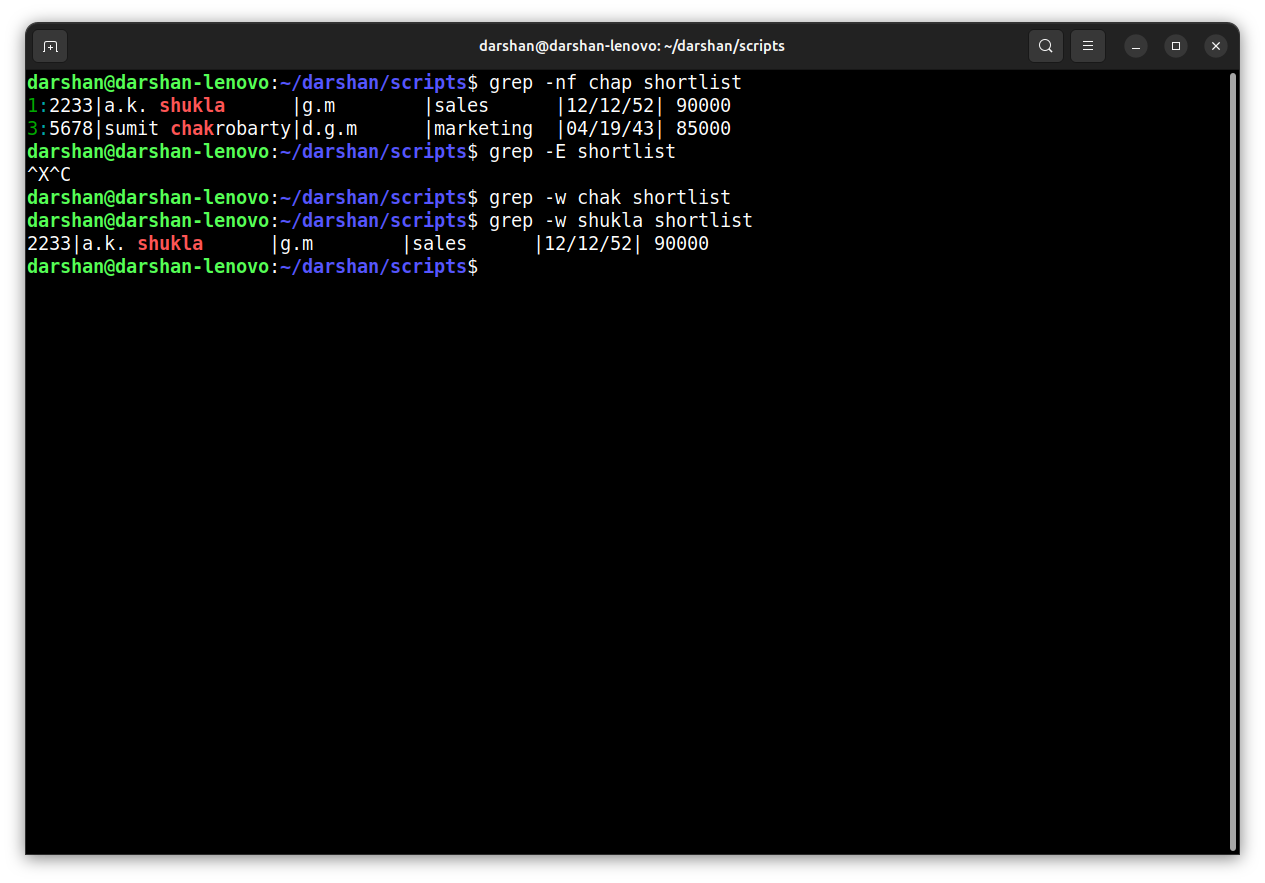 darshan@darshan-lenovo: ~/darshan/scripts
darshan@darshan-lenovo:~/darshan/scripts$ grep -nf chap shortlist
1:2233|a.k. shukla      |g.m        |sales      |12/12/52| 90000
3:5678|sumit chakrobarty|d.g.m      |marketing  |04/19/43| 85000
darshan@darshan-lenovo:~/darshan/scripts$ grep -E shortlist
^X^C
darshan@darshan-lenovo:~/darshan/scripts$ grep -w chak shortlist
darshan@darshan-lenovo:~/darshan/scripts$ grep -w shukla shortlist
2233|a.k. shukla      |g.m        |sales      |12/12/52| 90000
darshan@darshan-lenovo:~/darshan/scripts$